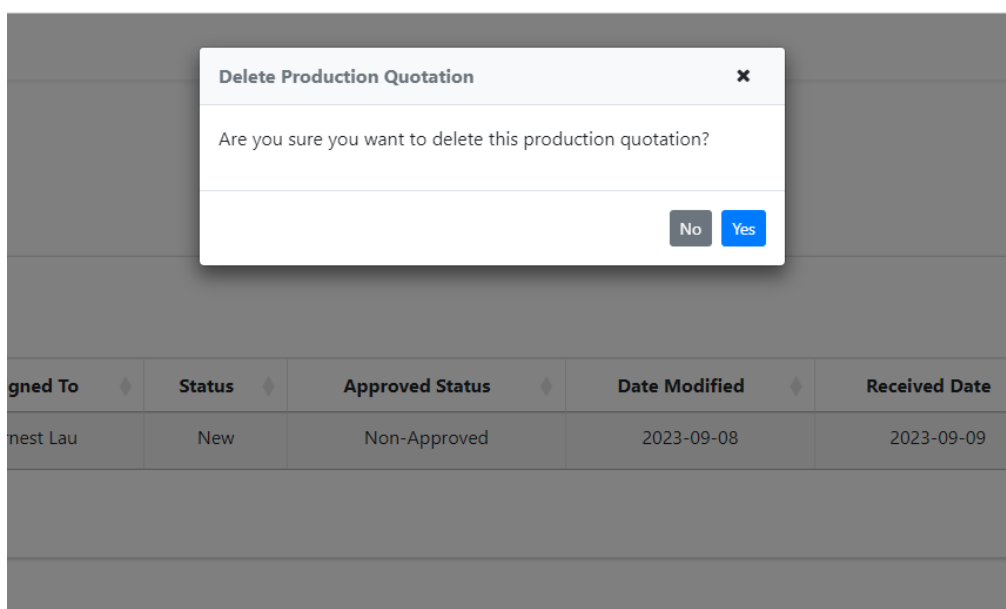 Delete Production Quotation
Are you sure you want to delete this production quotation?
No Yes
gned To Status Approved Status Date Modified Received Date
rnest Lau New Non-Approved 2023-09-08 2023-09-09